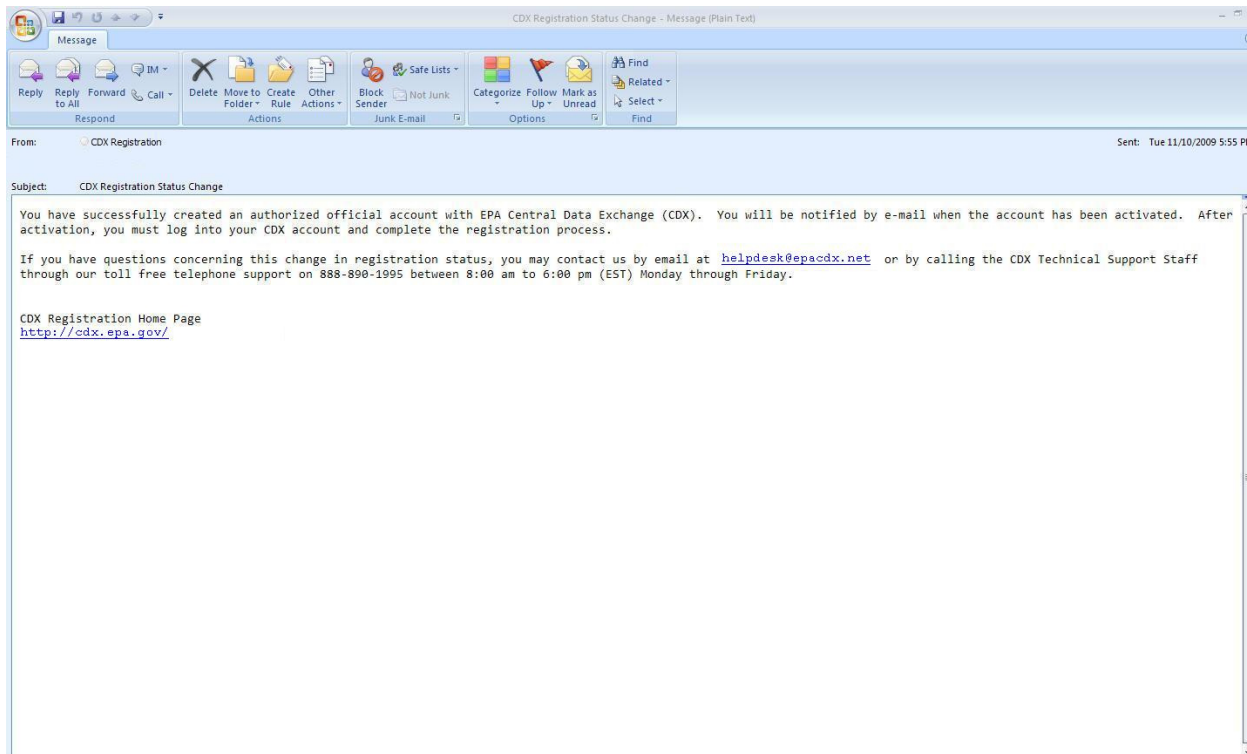 CDX Registration Status Change - Message (Plain Text)
Message
Reply
Reply to All
Forward
IM
Call
Respond
Delete
Move to Folder
Create Rule
Other Actions
Actions
Block Sender
Safe Lists
Not Junk
Junk E-mail
Categorize
Follow Up
Mark as Unread
Options
Find
Related
Select
Find
From: CDX Registration
Sent: Tue 11/10/2009 5:55
Subject: CDX Registration Status Change
You have successfully created an authorized official account with EPA Central Data Exchange (CDX). You will be notified by e-mail when the account has been activated. After
activation, you must log into your CDX account and complete the registration process.
If you have questions concerning this change in registration status, you may contact us by email at helpdesk@epacdx.net or by calling the CDX Technical Support Staff
through our toll free telephone support on 888-890-1995 between 8:00 am to 6:00 pm (EST) Monday through Friday.
CDX Registration Home Page
http://cdx.epa.gov/